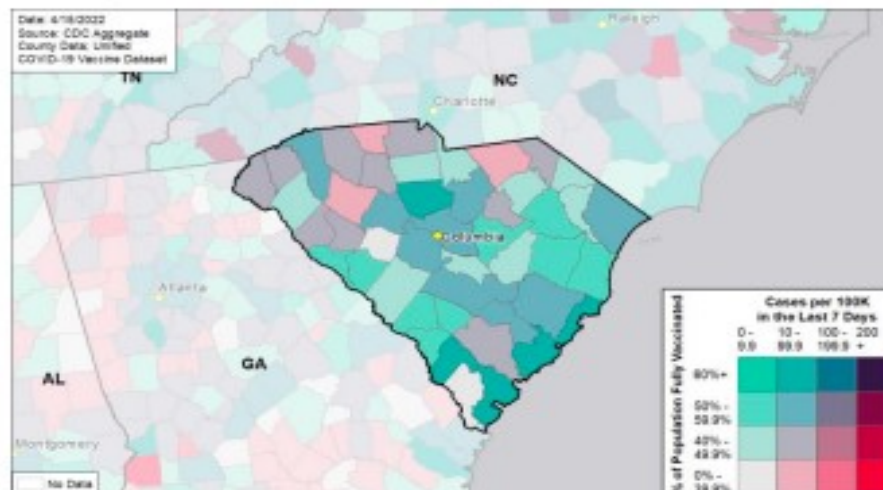 Date: 4/18/2022
Source: CDC Aggregate
County Data; Unified
COVID-19 Vaccine Dataset
TN
NC
Raleigh
Charlotte
Columbia
Atlanta
GA
AL
Montgomery
No Data
Cases per 100K
in the Last 7 Days
0 - 10 - 100 - 200
9.9 99.9 199.9 +
% of Population Fully Vaccinated
60%+
50% -
59.9%
40% -
49.9%
0% -
39.9%